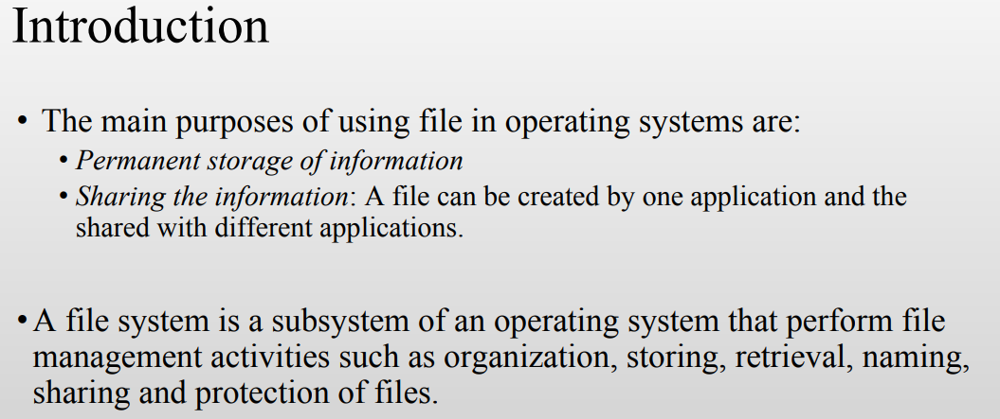 Introduction
• The main purposes of using file in operating systems are:
• Permanent storage of information
• Sharing the information: A file can be created by one application and the
shared with different applications.
• A file system is a subsystem of an operating system that perform file
management activities such as organization, storing, retrieval, naming,
sharing and protection of files.